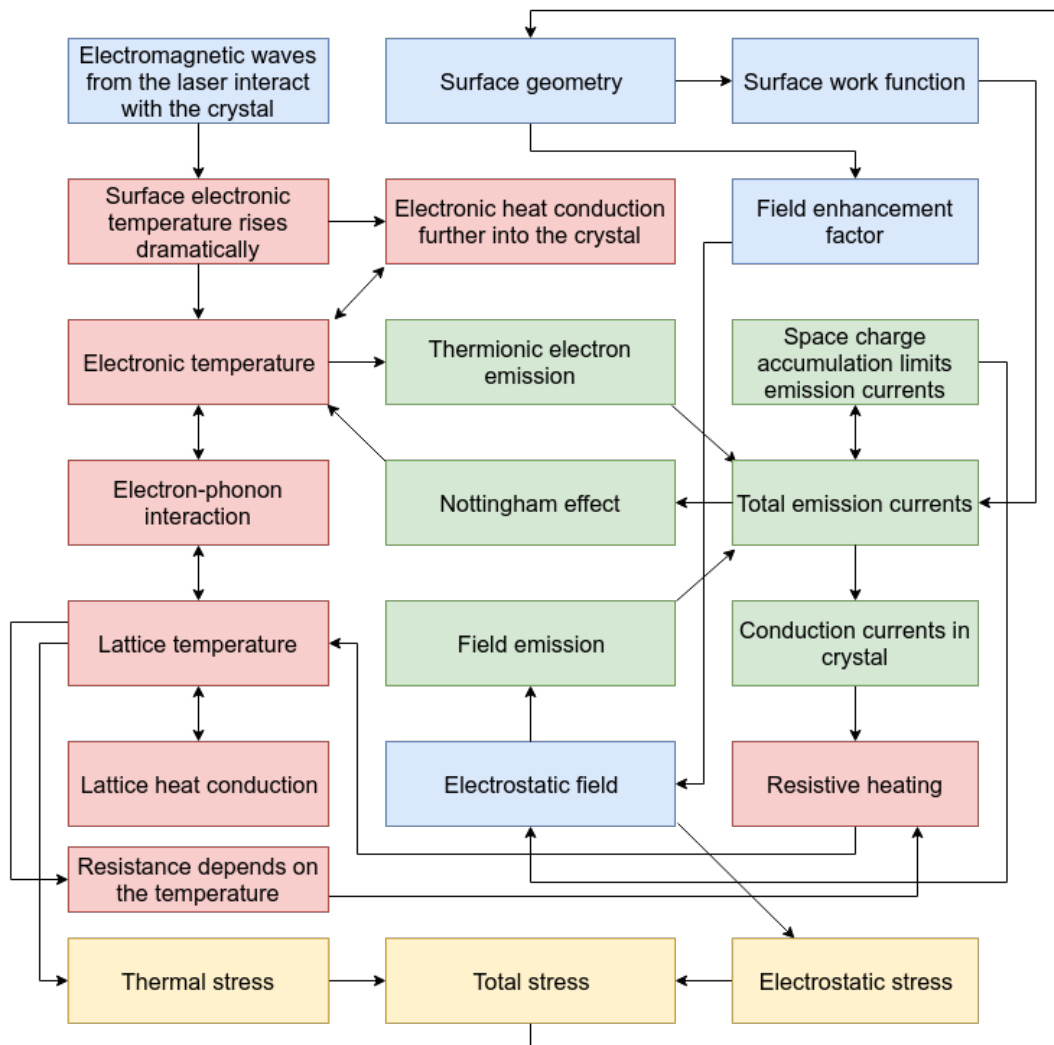 Electromagnetic waves
from the laser interact
with the crystal
Surface geometry
Surface work function
Surface electronic
temperature rises
dramatically
Electronic heat conduction
further into the crystal
Field enhancement
factor
Electronic temperature
Thermionic electron
emission
Space charge
accumulation limits
emission currents
Electron-phonon
interaction
Nottingham effect
Total emission currents
Lattice temperature
Field emission
Conduction currents in
crystal
Lattice heat conduction
Electrostatic field
Resistive heating
Resistance depends on
the temperature
Thermal stress
Total stress
Electrostatic stress